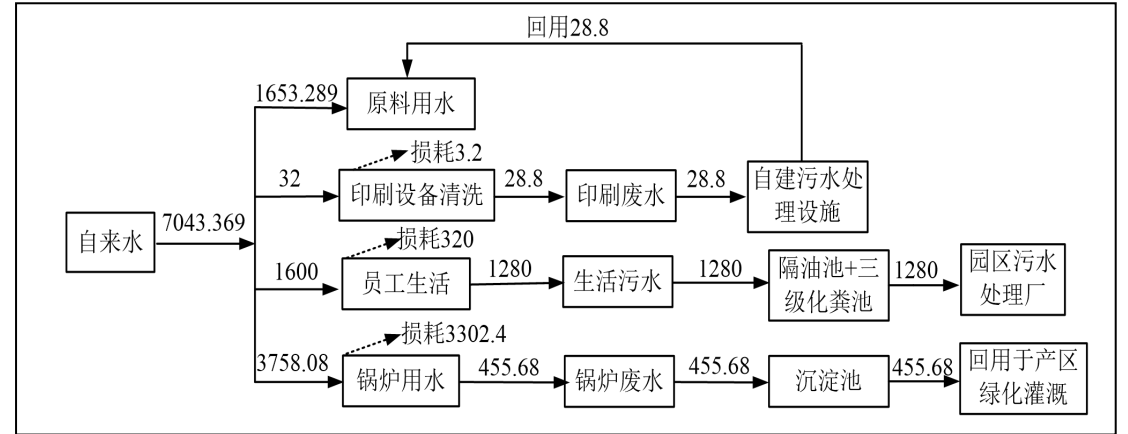 回用28.8
1653.289
原料用水
损耗3.2
32
印刷设备清洗
28.8
印刷废水
28.8
自建污水处
理设施
自来水
7043.369
损耗320
1600
员工生活
1280
生活污水
1280
隔油池+三
级化粪池
1280
园区污水
处理厂
损耗3302.4
3758.08
锅炉用水
455.68
锅炉废水
455.68
沉淀池
455.68
回用于产区
绿化灌溉